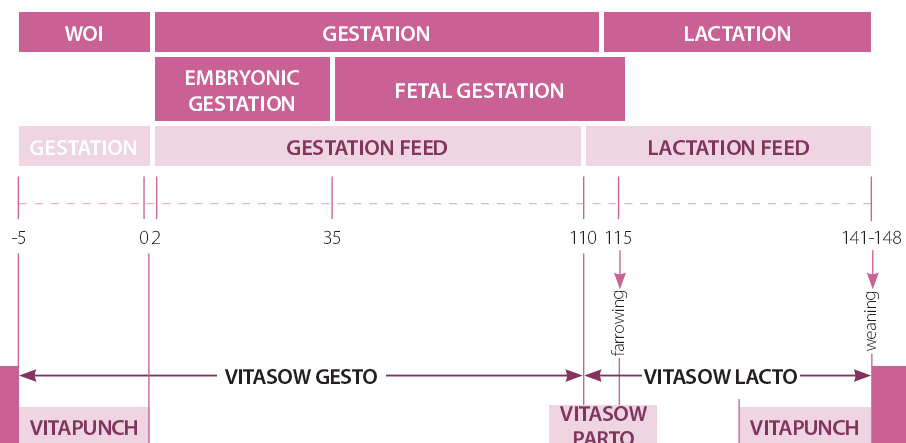 WOI GESTATION LACTATION
EMBRYONIC
GESTATION
FETAL GESTATION
GESTATION GESTATION FEED LACTATION FEED
-5 0 2 35 110 115 141-148
farrowing
weaning
VITASOW GESTO VITASOW LACTO
VITAPUNCH
VITASOW
PARTO
VITAPUNCH